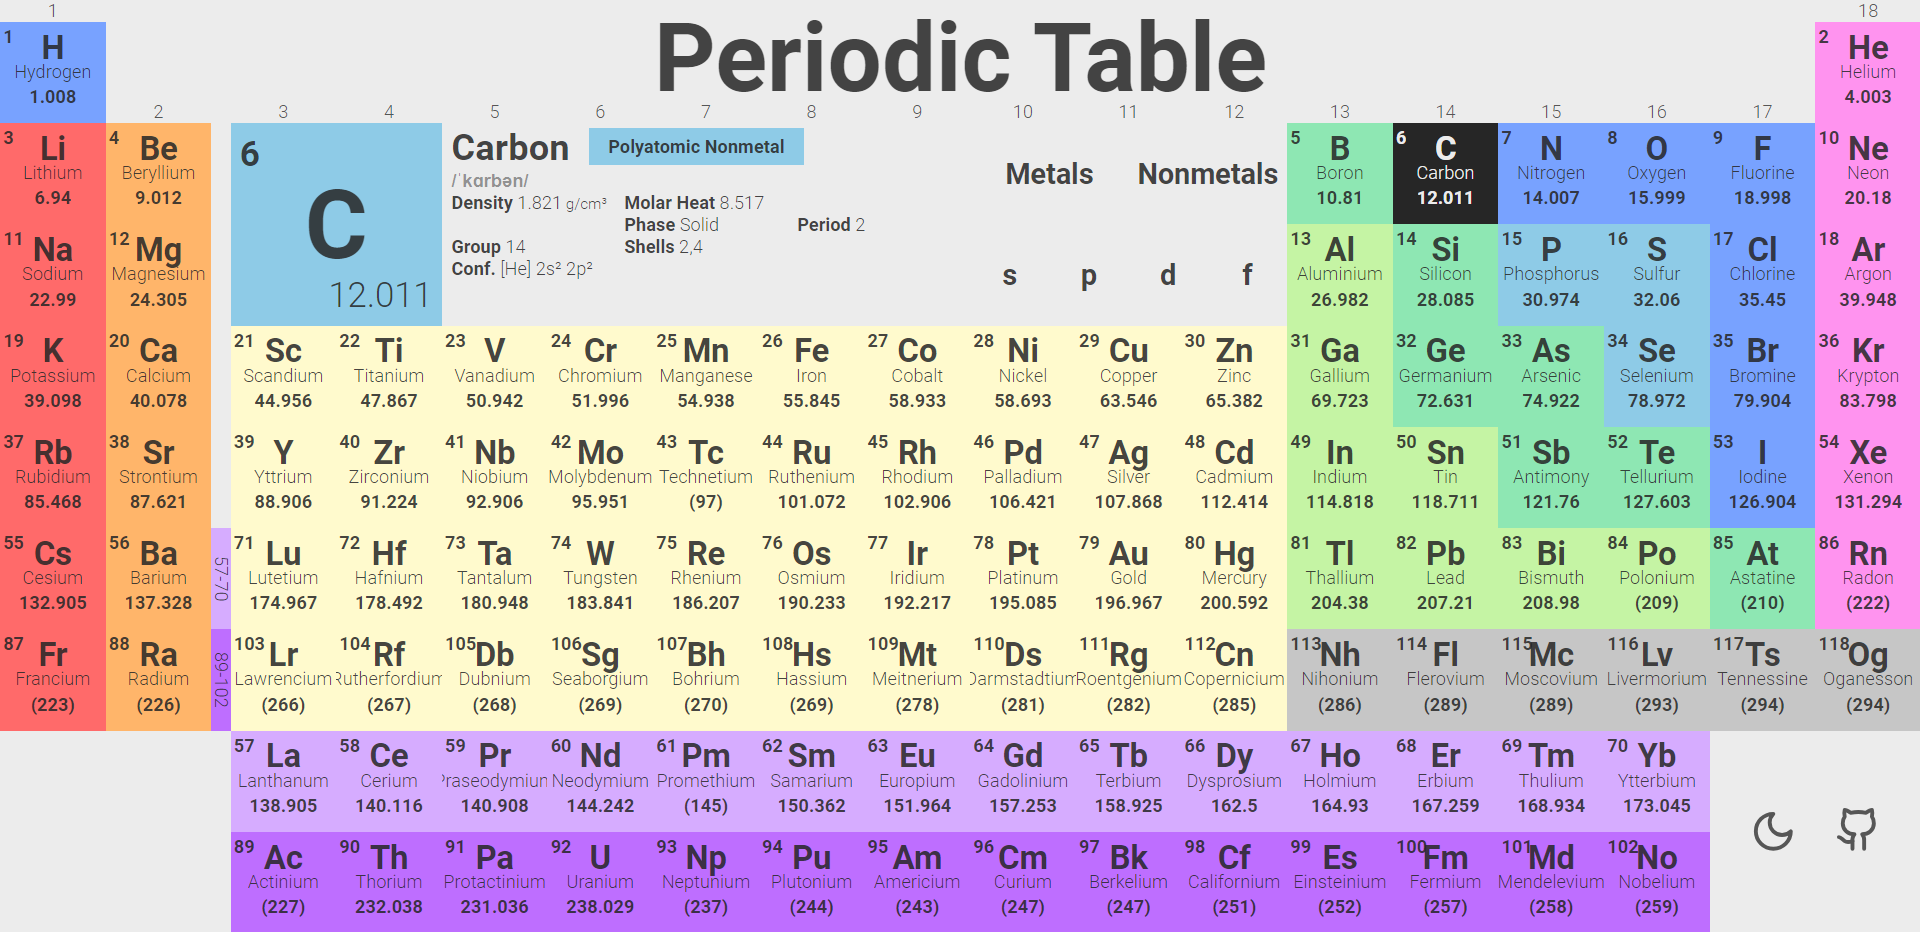 1 18
Periodic Table
1 H Hydrogen 1.008
2 He Helium 4.003
2 3 4 5 6 7 8 9 10 11 12 13 14 15 16 17
3 Li Lithium 6.94
4 Be Beryllium 9.012
6 C 12.011
Carbon Polyatomic Nonmetal
/ˈkɑrbən/
Density 1.821 g/cm³ Molar Heat 8.517
Phase Solid Period 2
Group 14 Shells 2,4
Conf. [He] 2s² 2p²
Metals Nonmetals
s p d f
5 B Boron 10.81
6 C Carbon 12.011
7 N Nitrogen 14.007
8 O Oxygen 15.999
9 F Fluorine 18.998
10 Ne Neon 20.18
11 Na Sodium 22.99
12 Mg Magnesium 24.305
13 Al Aluminium 26.982
14 Si Silicon 28.085
15 P Phosphorus 30.974
16 S Sulfur 32.06
17 Cl Chlorine 35.45
18 Ar Argon 39.948
19 K Potassium 39.098
20 Ca Calcium 40.078
21 Sc Scandium 44.956
22 Ti Titanium 47.867
23 V Vanadium 50.942
24 Cr Chromium 51.996
25 Mn Manganese 54.938
26 Fe Iron 55.845
27 Co Cobalt 58.933
28 Ni Nickel 58.693
29 Cu Copper 63.546
30 Zn Zinc 65.382
31 Ga Gallium 69.723
32 Ge Germanium 72.631
33 As Arsenic 74.922
34 Se Selenium 78.972
35 Br Bromine 79.904
36 Kr Krypton 83.798
37 Rb Rubidium 85.468
38 Sr Strontium 87.621
39 Y Yttrium 88.906
40 Zr Zirconium 91.224
41 Nb Niobium 92.906
42 Mo Molybdenum 95.951
43 Tc Technetium (97)
44 Ru Ruthenium 101.072
45 Rh Rhodium 102.906
46 Pd Palladium 106.421
47 Ag Silver 107.868
48 Cd Cadmium 112.414
49 In Indium 114.818
50 Sn Tin 118.711
51 Sb Antimony 121.76
52 Te Tellurium 127.603
53 I Iodine 126.904
54 Xe Xenon 131.294
55 Cs Cesium 132.905
56 Ba Barium 137.328
57-70
71 Lu Lutetium 174.967
72 Hf Hafnium 178.492
73 Ta Tantalum 180.948
74 W Tungsten 183.841
75 Re Rhenium 186.207
76 Os Osmium 190.233
77 Ir Iridium 192.217
78 Pt Platinum 195.085
79 Au Gold 196.967
80 Hg Mercury 200.592
81 Tl Thallium 204.38
82 Pb Lead 207.21
83 Bi Bismuth 208.98
84 Po Polonium (209)
85 At Astatine (210)
86 Rn Radon (222)
87 Fr Francium (223)
88 Ra Radium (226)
89-102
103 Lr Lawrencium (266)
104 Rf Rutherfordium (267)
105 Db Dubnium (268)
106 Sg Seaborgium (269)
107 Bh Bohrium (270)
108 Hs Hassium (269)
109 Mt Meitnerium (278)
110 Ds Darmstadtium (281)
111 Rg Roentgenium (282)
112 Cn Copernicium (285)
113 Nh Nihonium (286)
114 Fl Flerovium (289)
115 Mc Moscovium (289)
116 Lv Livermorium (293)
117 Ts Tennessine (294)
118 Og Oganesson (294)
57 La Lanthanum 138.905
58 Ce Cerium 140.116
59 Pr Praseodymium 140.908
60 Nd Neodymium 144.242
61 Pm Promethium (145)
62 Sm Samarium 150.362
63 Eu Europium 151.964
64 Gd Gadolinium 157.253
65 Tb Terbium 158.925
66 Dy Dysprosium 162.5
67 Ho Holmium 164.93
68 Er Erbium 167.259
69 Tm Thulium 168.934
70 Yb Ytterbium 173.045
89 Ac Actinium (227)
90 Th Thorium 232.038
91 Pa Protactinium 231.036
92 U Uranium 238.029
93 Np Neptunium (237)
94 Pu Plutonium (244)
95 Am Americium (243)
96 Cm Curium (247)
97 Bk Berkelium (247)
98 Cf Californium (251)
99 Es Einsteinium (252)
100 Fm Fermium (257)
101 Md Mendelevium (258)
102 No Nobelium (259)